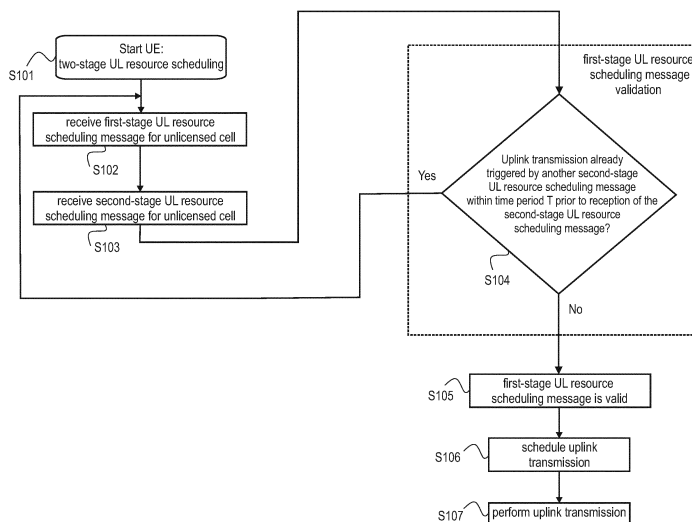 Start UE:
two-stage UL resource scheduling
S101
receive first-stage UL resource
scheduling message for unlicensed cell
S102
receive second-stage UL resource
scheduling message for unlicensed cell
S103
first-stage UL resource
scheduling message
validation
Uplink transmission already
triggered by another second-stage
UL resource scheduling message
within time period T prior to reception of the
second-stage UL resource
scheduling message?
Yes
S104
No
first-stage UL resource
scheduling message is valid
S105
schedule uplink
transmission
S106
perform uplink transmission
S107